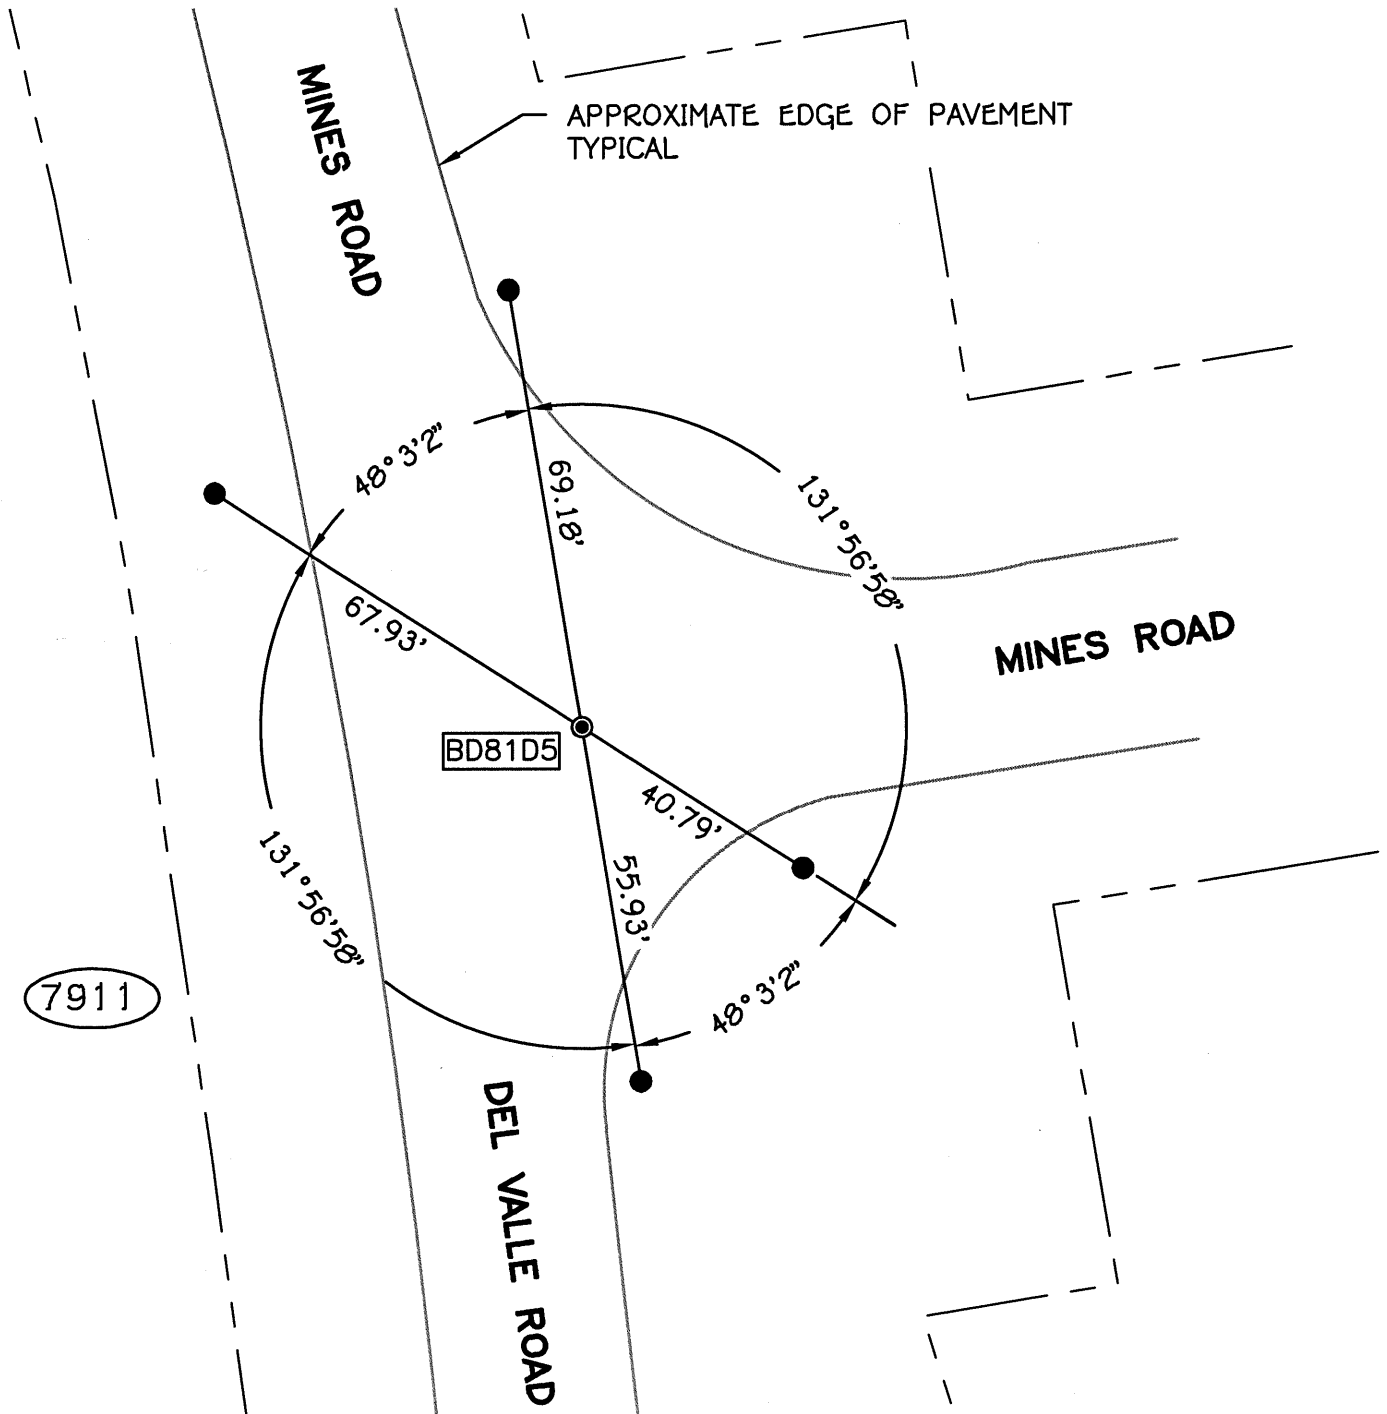 MINES ROAD
APPROXIMATE EDGE OF PAVEMENT
TYPICAL
48°3'2"
69.18'
131°56'58"
67.93'
MINES ROAD
BD81D5
40.79'
131°56'58"
55.93'
48°3'2"
7911
DEL VALLE ROAD